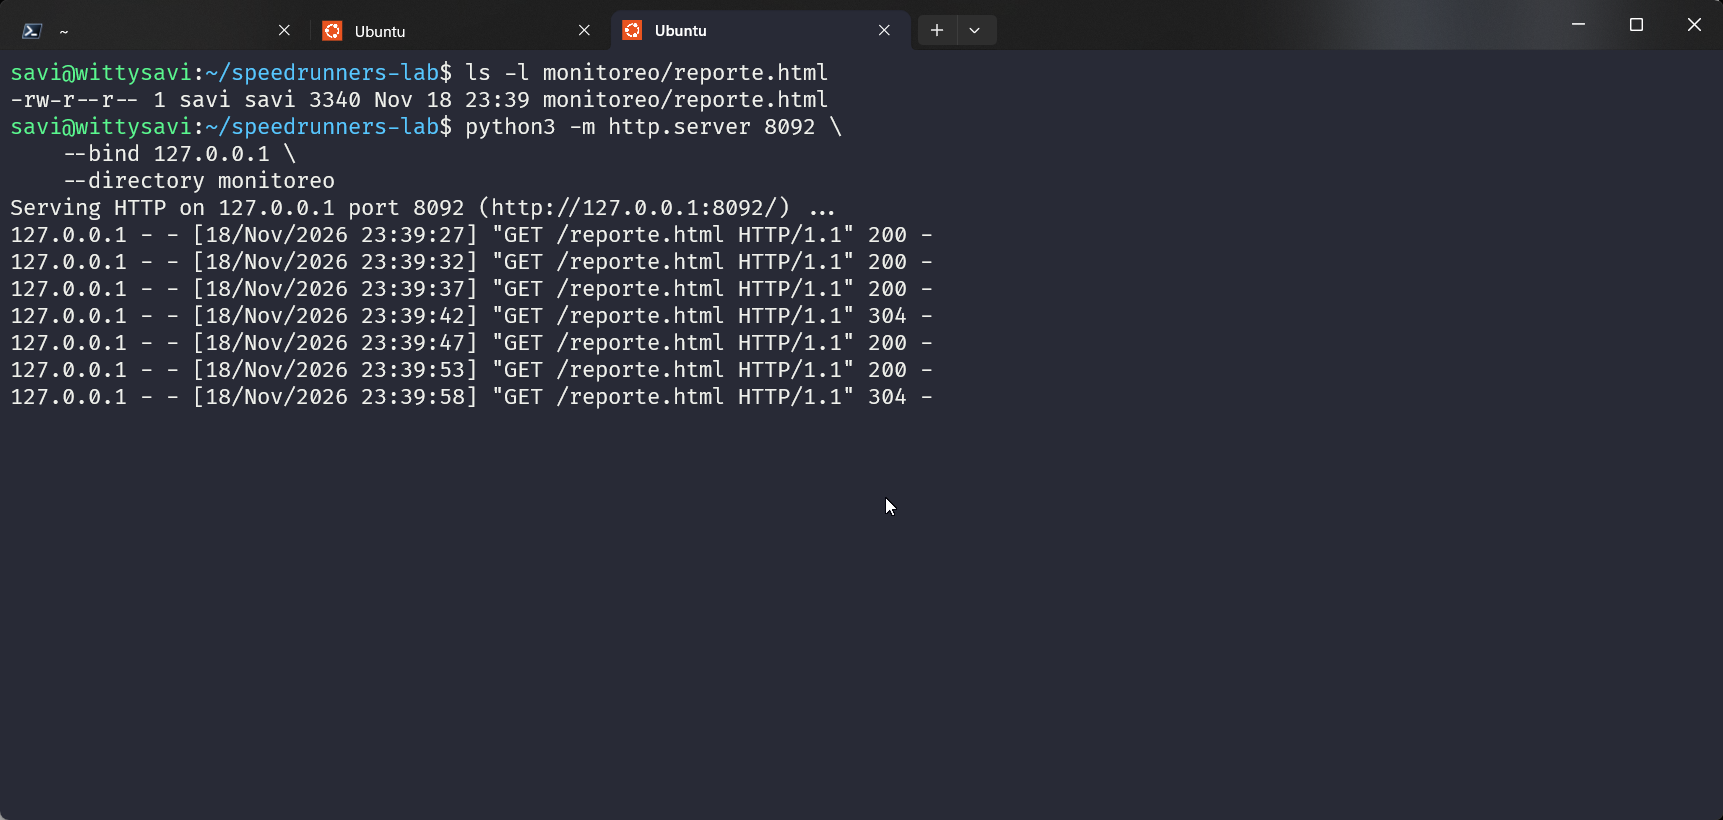 ~
Ubuntu
Ubuntu
savi@wittysavi:~/speedrunners-lab$ ls -l monitoreo/reporte.html
-rw-r--r-- 1 savi savi 3340 Nov 18 23:39 monitoreo/reporte.html
savi@wittysavi:~/speedrunners-lab$ python3 -m http.server 8092 \
    --bind 127.0.0.1 \
    --directory monitoreo
Serving HTTP on 127.0.0.1 port 8092 (http://127.0.0.1:8092/) ...
127.0.0.1 - - [18/Nov/2026 23:39:27] "GET /reporte.html HTTP/1.1" 200 -
127.0.0.1 - - [18/Nov/2026 23:39:32] "GET /reporte.html HTTP/1.1" 200 -
127.0.0.1 - - [18/Nov/2026 23:39:37] "GET /reporte.html HTTP/1.1" 200 -
127.0.0.1 - - [18/Nov/2026 23:39:42] "GET /reporte.html HTTP/1.1" 304 -
127.0.0.1 - - [18/Nov/2026 23:39:47] "GET /reporte.html HTTP/1.1" 200 -
127.0.0.1 - - [18/Nov/2026 23:39:53] "GET /reporte.html HTTP/1.1" 200 -
127.0.0.1 - - [18/Nov/2026 23:39:58] "GET /reporte.html HTTP/1.1" 304 -